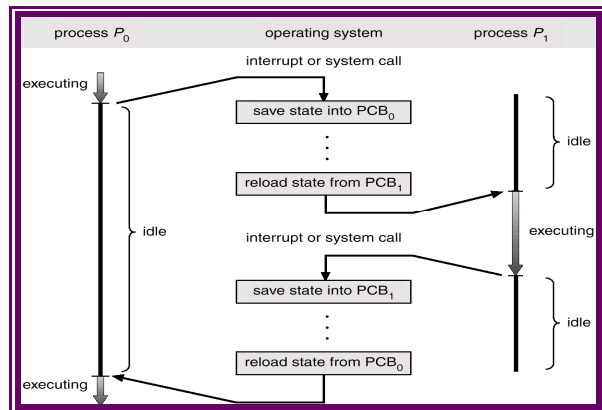 process P0 operating system process P1
interrupt or system call
executing
save state into PCB0
idle
reload state from PCB1
idle
executing
interrupt or system call
save state into PCB1
idle
reload state from PCB0
executing